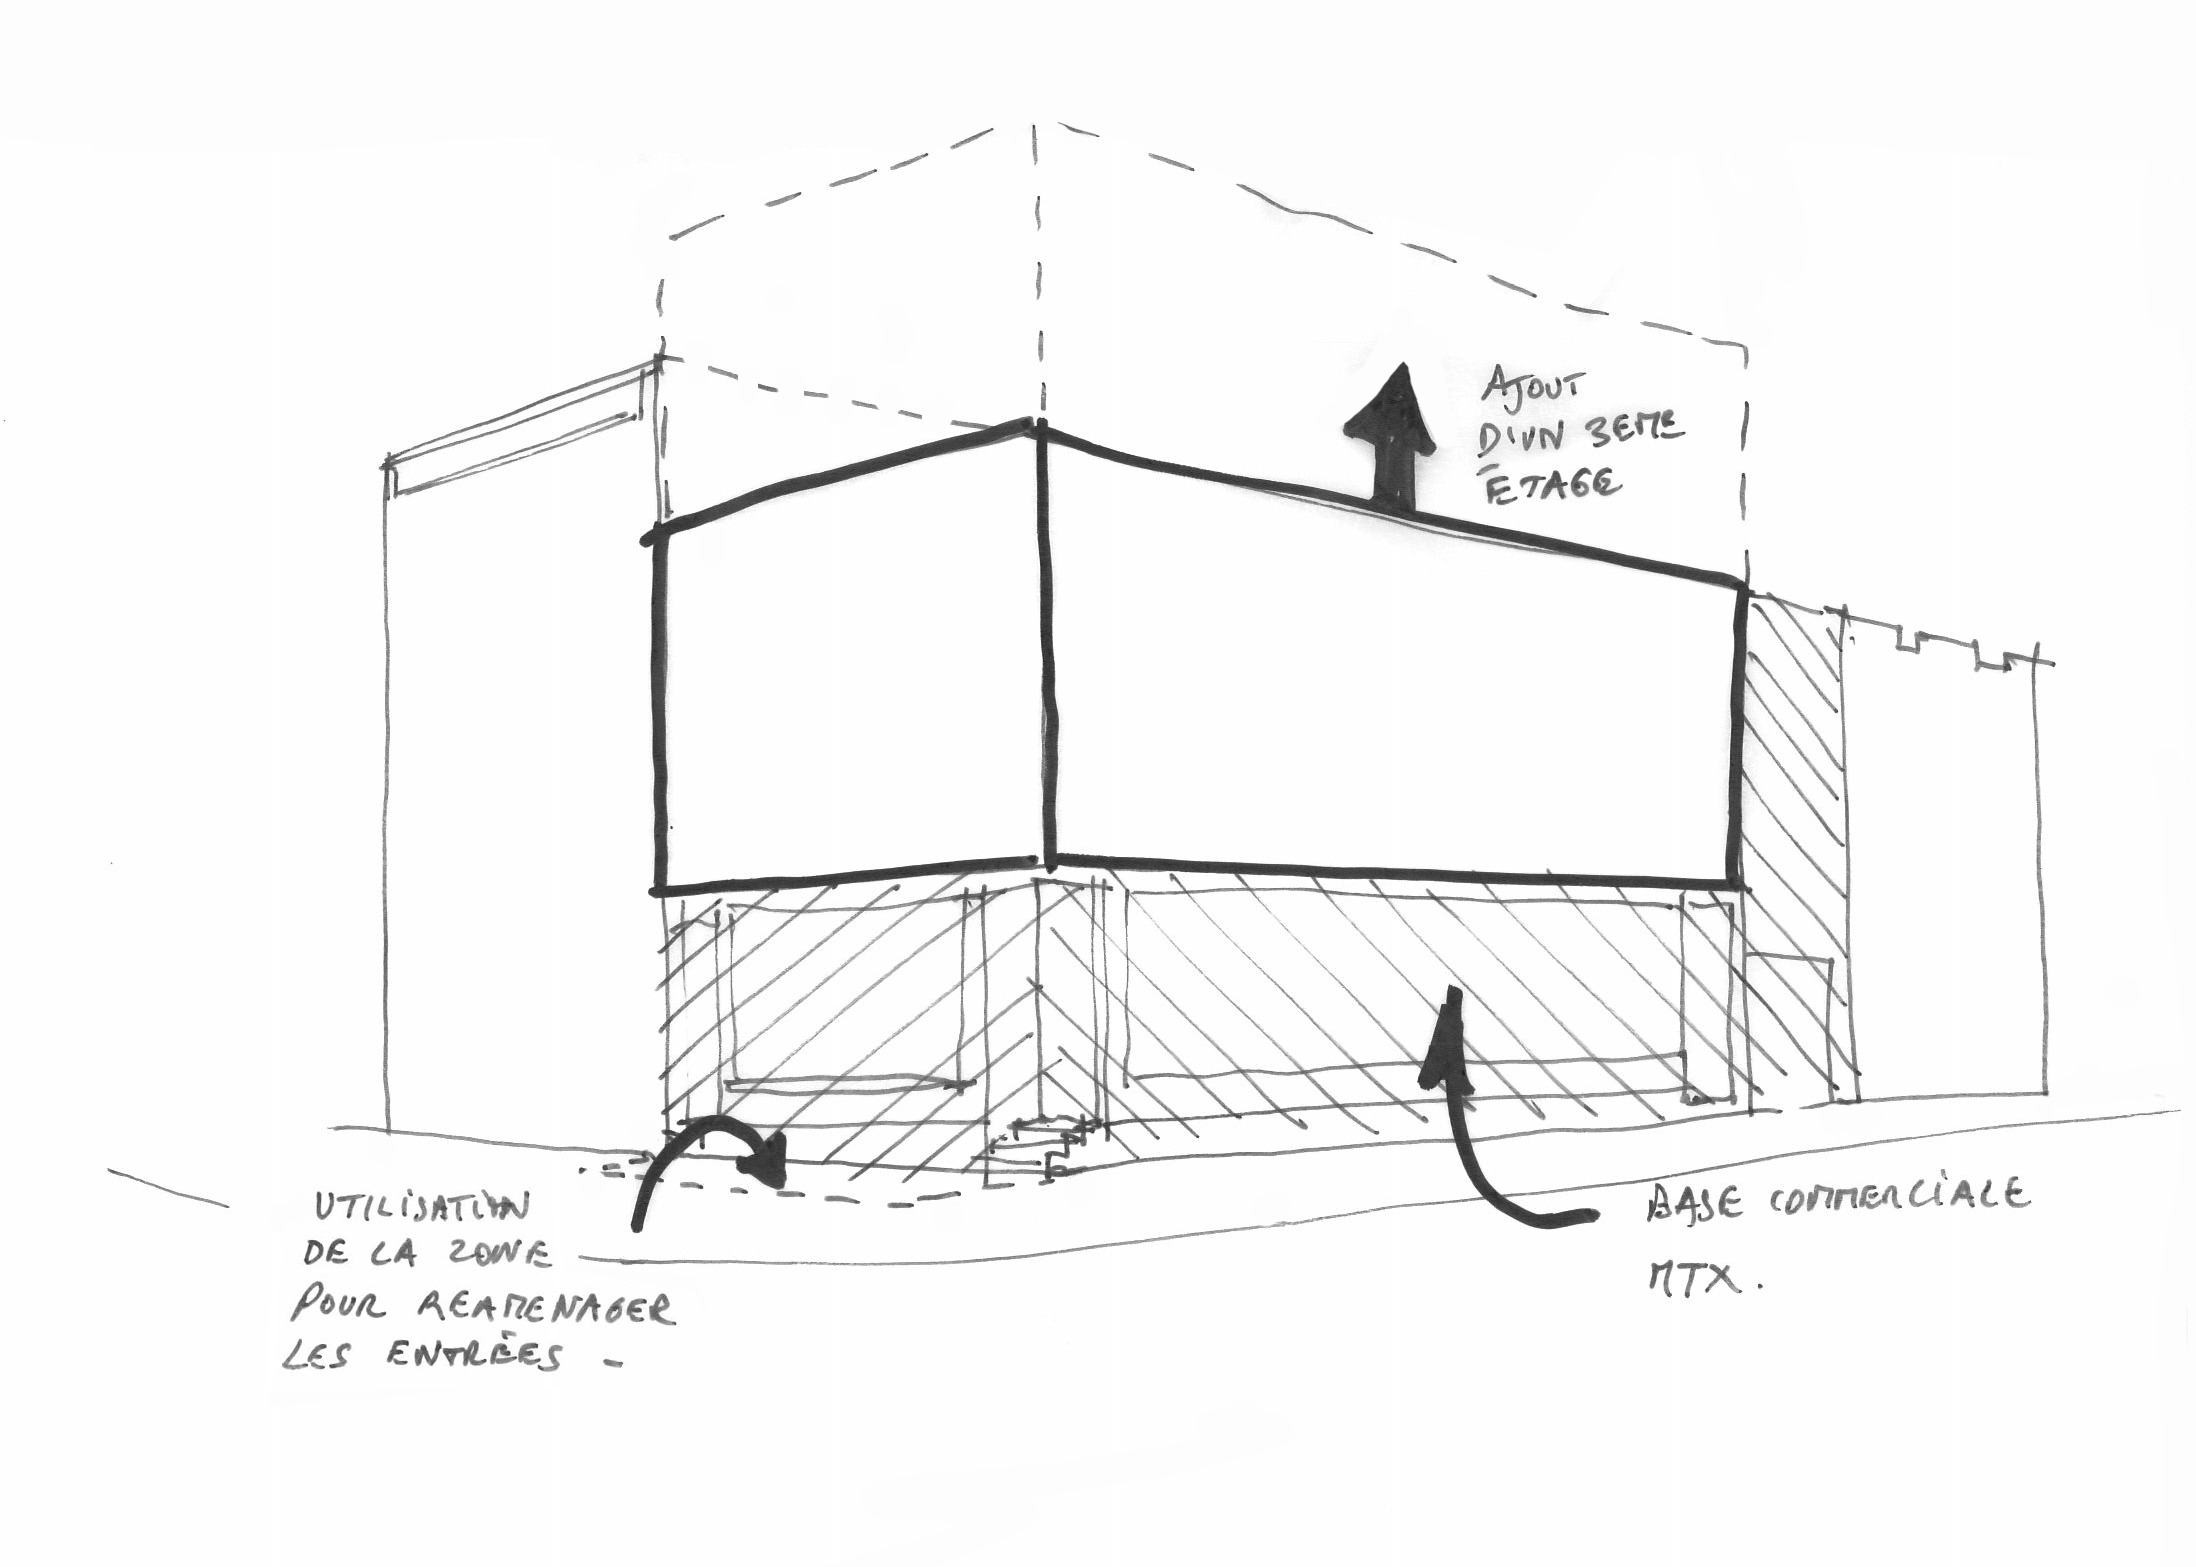 AJOUT
D'UN 3EME
ÉTAGE
UTILISATION
DE LA ZONE
POUR REAMENAGER
LES ENTRÉES -
BASE COMMERCIALE
MTX.